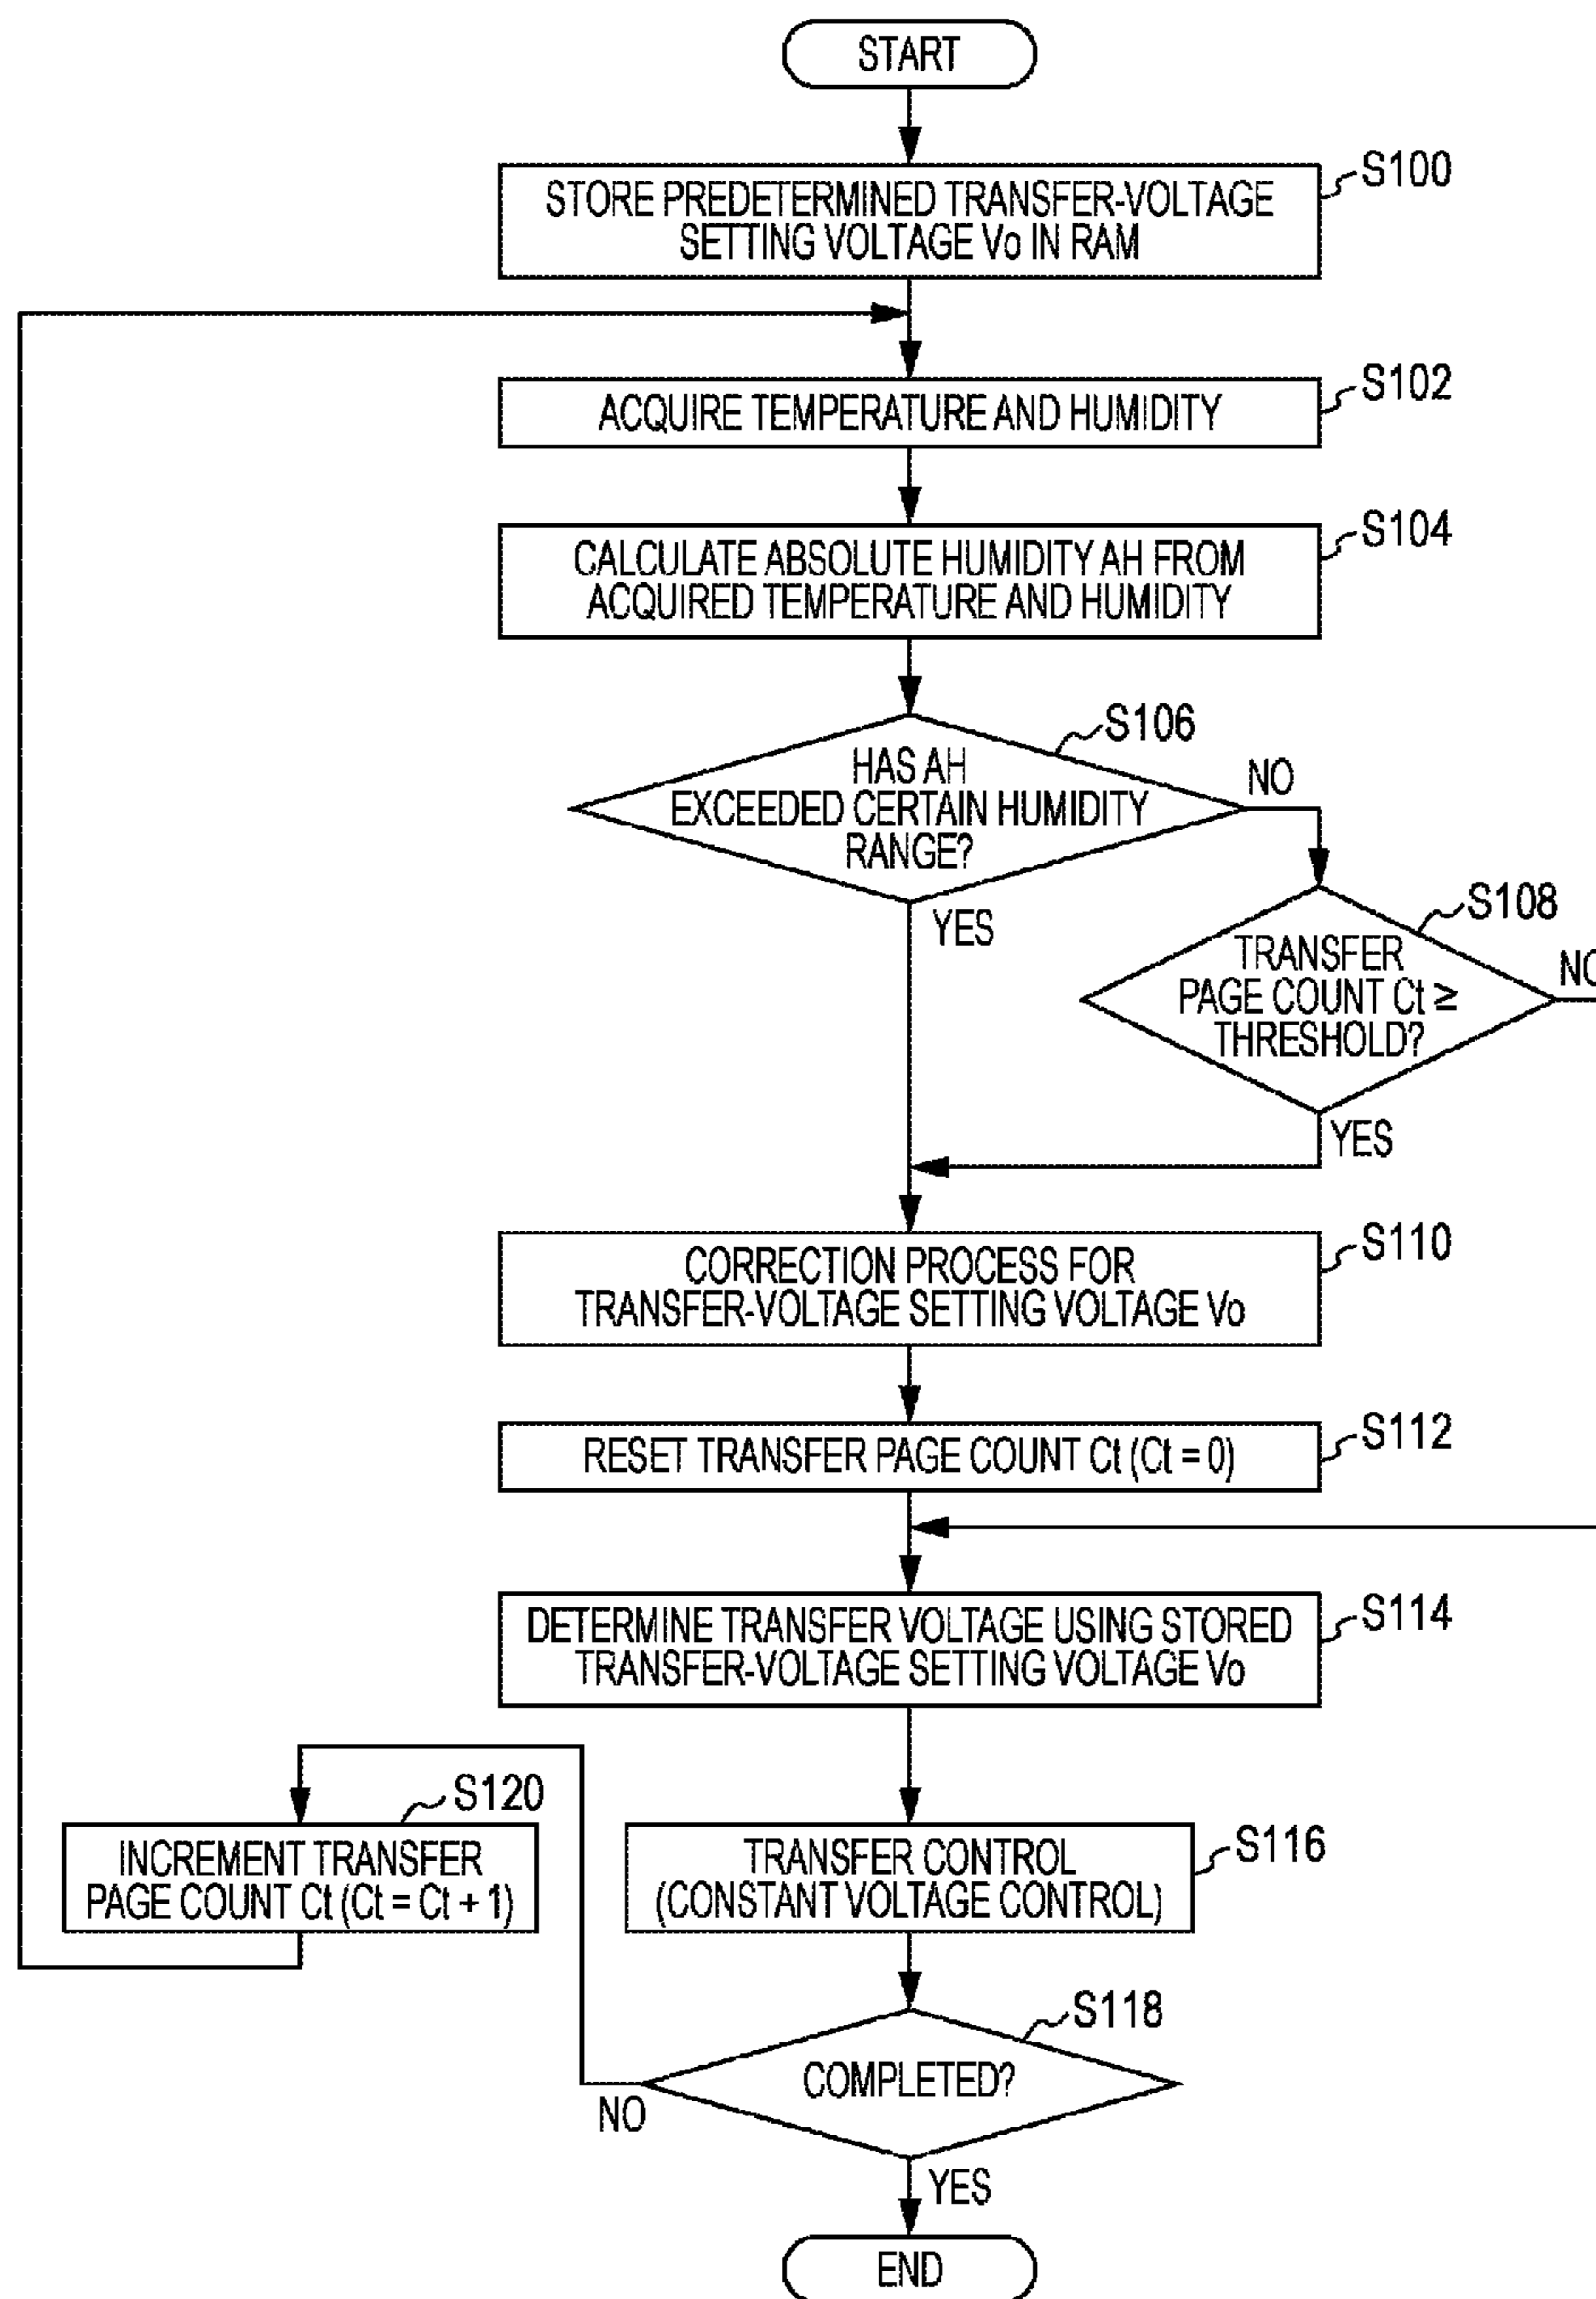 START
S100
STORE PREDETERMINED TRANSFER-VOLTAGE
SETTING VOLTAGE Vo IN RAM
S102
ACQUIRE TEMPERATURE AND HUMIDITY
S104
CALCULATE ABSOLUTE HUMIDITY AH FROM
ACQUIRED TEMPERATURE AND HUMIDITY
S106
HAS AH
EXCEEDED CERTAIN HUMIDITY
RANGE?
NO
YES
S108
TRANSFER
PAGE COUNT Ct ≥
THRESHOLD?
NO
YES
S110
CORRECTION PROCESS FOR
TRANSFER-VOLTAGE SETTING VOLTAGE Vo
S112
RESET TRANSFER PAGE COUNT Ct (Ct = 0)
S114
DETERMINE TRANSFER VOLTAGE USING STORED
TRANSFER-VOLTAGE SETTING VOLTAGE Vo
S120
INCREMENT TRANSFER
PAGE COUNT Ct (Ct = Ct + 1)
S116
TRANSFER CONTROL
(CONSTANT VOLTAGE CONTROL)
S118
COMPLETED?
NO
YES
END